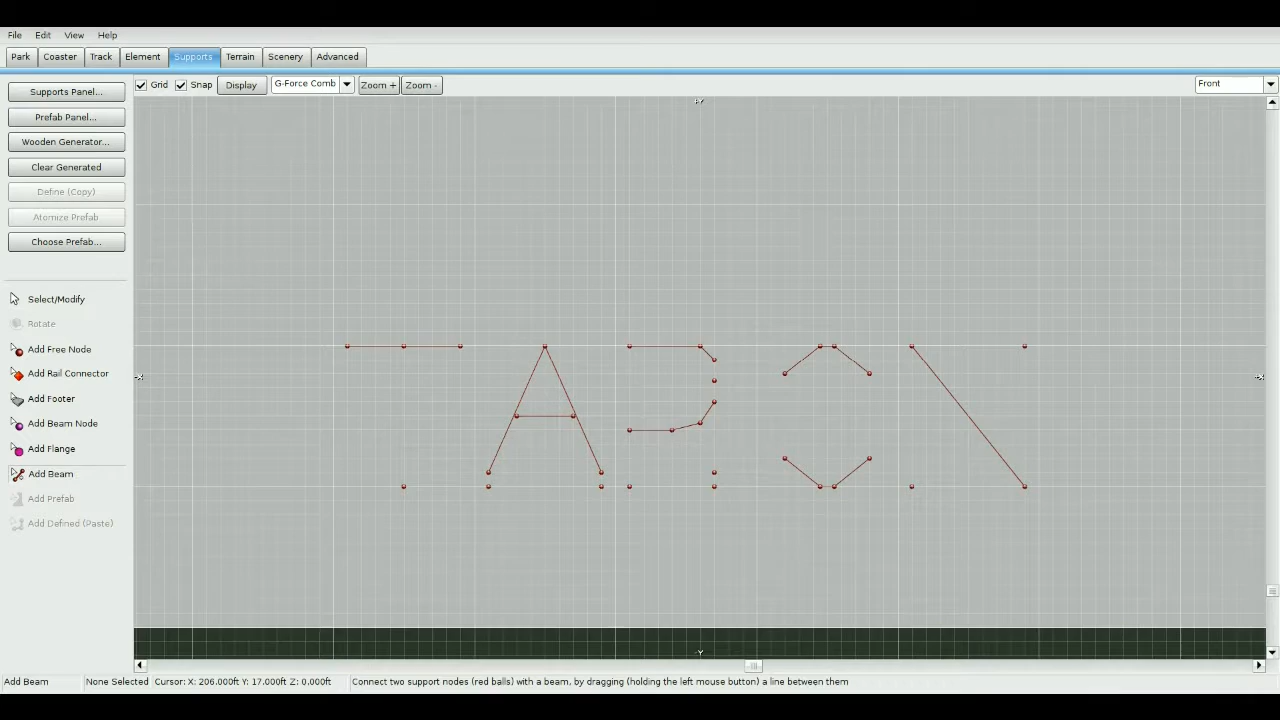 File Edit View Help
Park Coaster Track Element Supports Terrain Scenery Advanced
Supports Panel... Grid Snap Display G-Force Comb Zoom + Zoom - Front
Prefab Panel...
Wooden Generator...
Clear Generated
Define (Copy)
Atomize Prefab
Choose Prefab...
Select/Modify
Rotate
Add Free Node
Add Rail Connector
Add Footer
Add Beam Node
Add Flange
Add Beam
Add Prefab
Add Defined (Paste)
Add Beam None Selected Cursor: X: 206.000ft Y: 17.000ft Z: 0.000ft Connect two support nodes (red balls) with a beam, by dragging (holding the left mouse button) a line between them